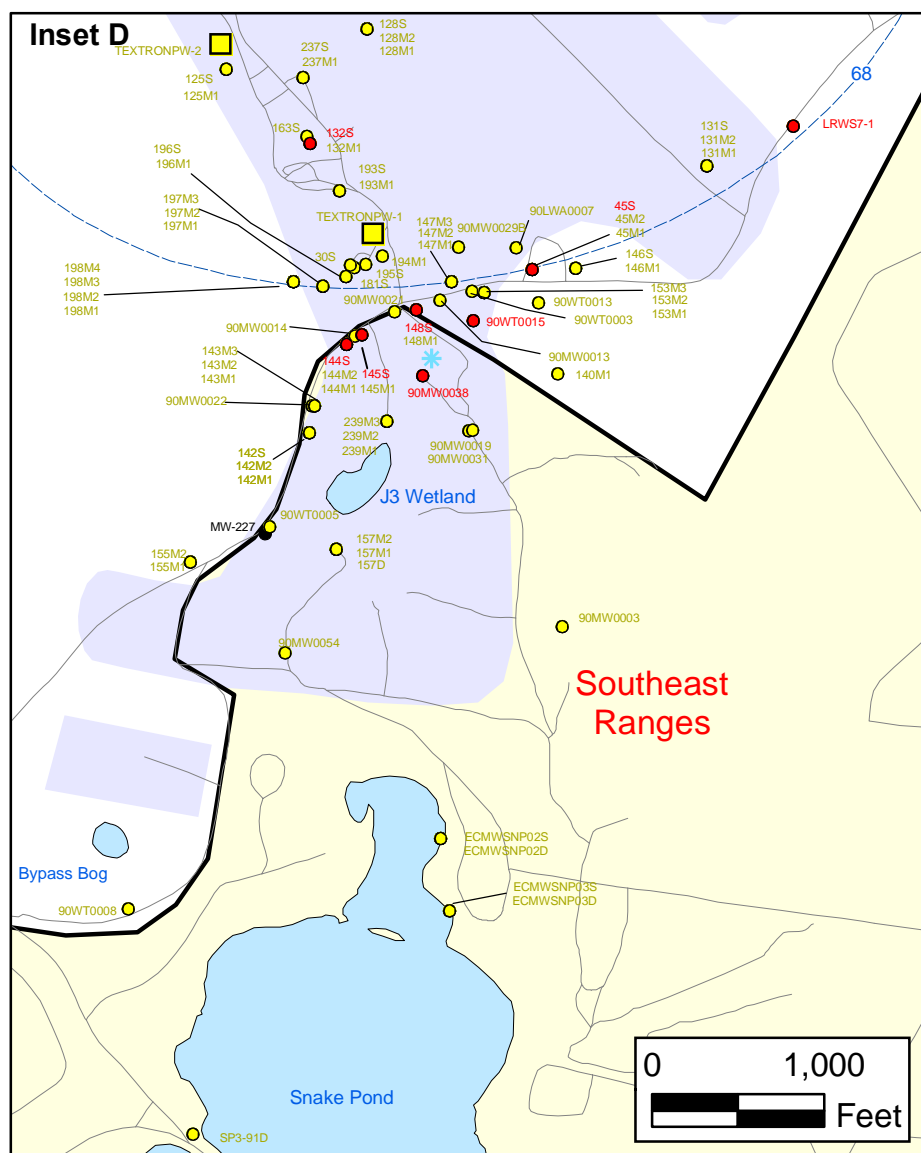 Inset D
TEXTRONPW-2
128S
128M2
128M1
237S
237M1
125S
125M1
68
LRWS7-1
163S
132S
132M1
131S
131M2
131M1
196S
196M1
193S
193M1
197M3
197M2
197M1
TEXTRONPW-1
147M3
147M2
147M1
90MW0029B
90LWA0007
45S
45M2
45M1
146S
146M1
30S
194M1
195S
181S
198M4
198M3
198M2
198M1
153M3
153M2
153M1
90WT0013
90WT0003
90MW0021
90MW0014
148S
148M1
90WT0015
90MW0013
143M3
143M2
143M1
144S
144M2
144M1
145S
145M1
140M1
90MW0038
90MW0022
239M3
239M2
239M1
90MW0019
90MW0031
142S
142M2
142M1
J3 Wetland
MW-227
90WT0005
155M2
155M1
157M2
157M1
157D
90MW0003
90MW0054
Southeast
Ranges
ECMWSNP02S
ECMWSNP02D
Bypass Bog
ECMWSNP03S
ECMWSNP03D
90WT0008
0 1,000
Feet
Snake Pond
SP3-91D